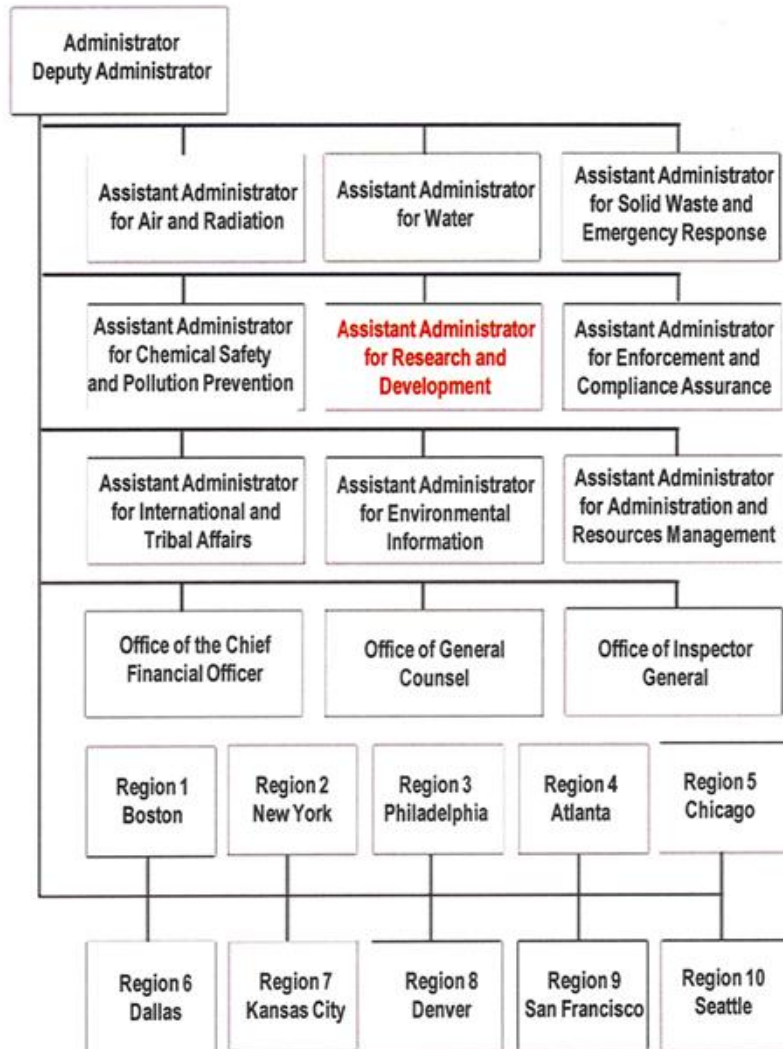 Administrator
Deputy Administrator
Assistant Administrator
for Air and Radiation
Assistant Administrator
for Water
Assistant Administrator
for Solid Waste and
Emergency Response
Assistant Administrator
for Chemical Safety
and Pollution Prevention
Assistant Administrator
for Research and
Development
Assistant Administrator
for Enforcement and
Compliance Assurance
Assistant Administrator
for International and
Tribal Affairs
Assistant Administrator
for Environmental
Information
Assistant Administrator
for Administration and
Resources Management
Office of the Chief
Financial Officer
Office of General
Counsel
Office of Inspector
General
Region 1
Boston
Region 2
New York
Region 3
Philadelphia
Region 4
Atlanta
Region 5
Chicago
Region 6
Dallas
Region 7
Kansas City
Region 8
Denver
Region 9
San Francisco
Region 10
Seattle